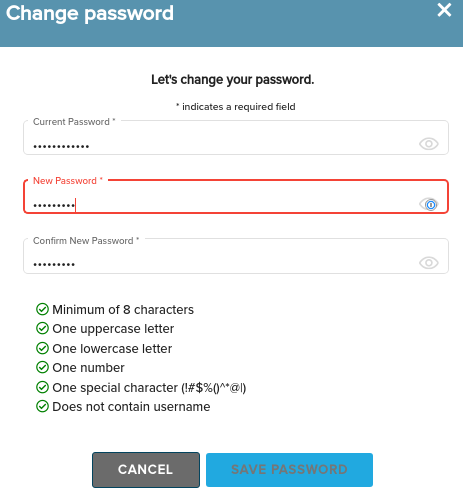 Change password
Let's change your password.
* indicates a required field
Current Password *
••••••••••••
New Password *
•••••••••
Confirm New Password *
•••••••••
Minimum of 8 characters
One uppercase letter
One lowercase letter
One number
One special character (!#$%()^*@|)
Does not contain username
CANCEL
SAVE PASSWORD